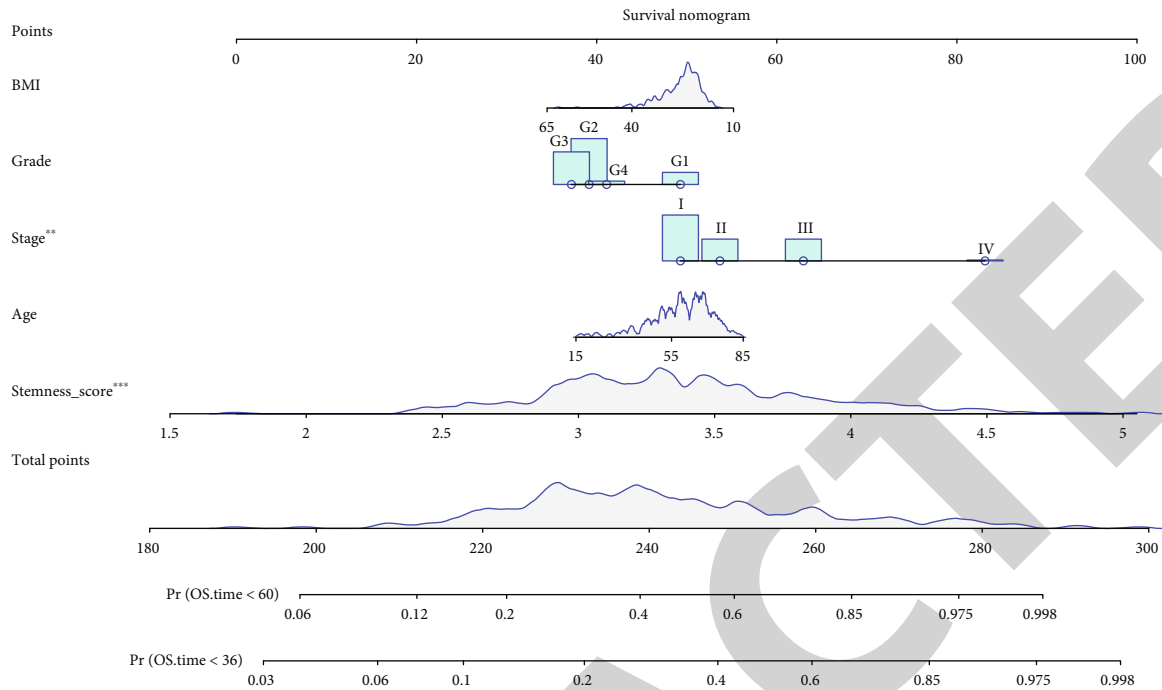 Survival nomogram
Points
0 20 40 60 80 100
BMI
65 40 10
Grade
G3 G2 G4 G1
Stage**
I II III IV
Age
15 55 85
Stemness_score***
1.5 2 2.5 3 3.5 4 4.5 5
Total points
180 200 220 240 260 280 300
Pr (OS.time < 60)
0.06 0.12 0.2 0.4 0.6 0.85 0.975 0.998
Pr (OS.time < 36)
0.03 0.06 0.1 0.2 0.4 0.6 0.85 0.975 0.998
CTE